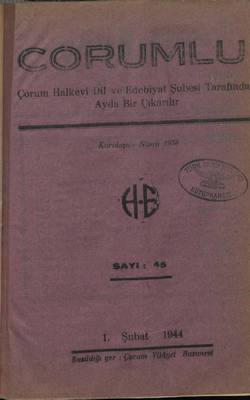 ÇORUMLU
Çorum Halkevi Dil ve Edebiyat Şubesi Tarafından
Ayda Bir Çıkarılır
Kuruluşu: Nisan 1938
HB
SAYI: 45
1. Şubat 1944
Basıldığı yer: Çorum Vilâyet Basımevi